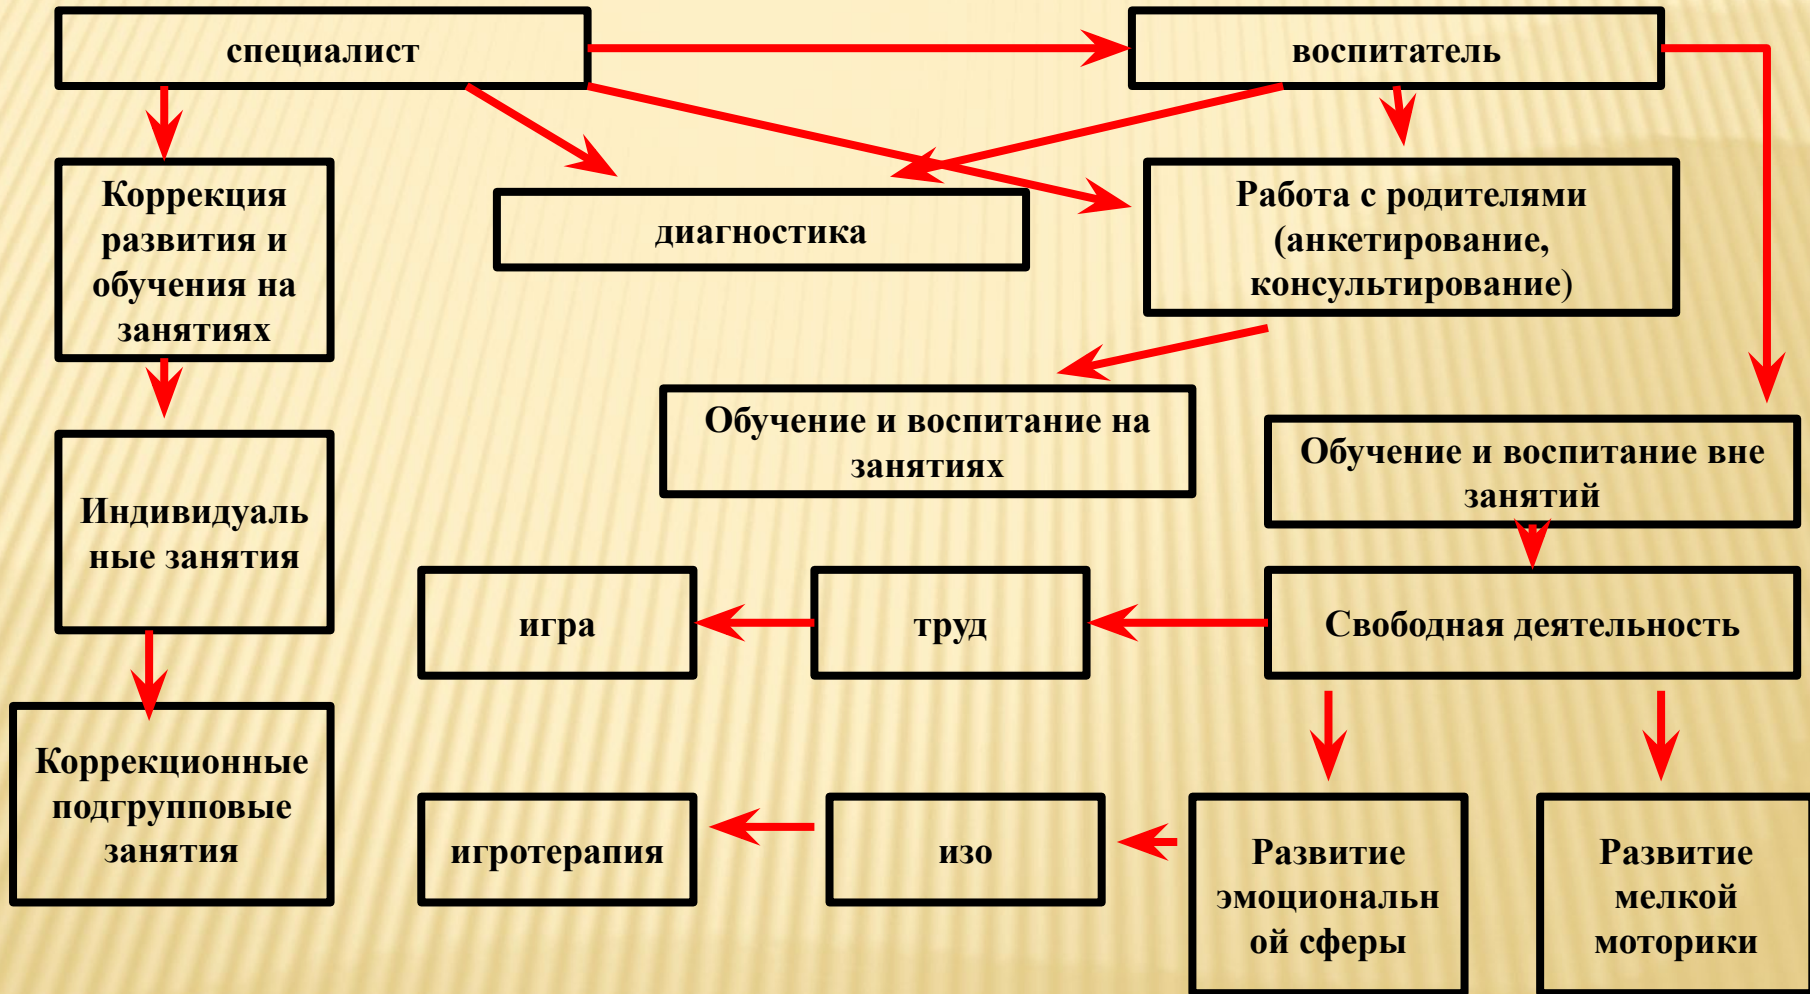 специалист
воспитатель
Коррекция
развития и
обучения на
занятиях
диагностика
Работа с родителями
(анкетирование,
консультирование)
Обучение и воспитание на
занятиях
Обучение и воспитание вне
занятий
Индивидуаль
ные занятия
игра
труд
Свободная деятельность
Коррекционные
подгрупповые
занятия
игротерапия
изо
Развитие
эмоциональн
ой сферы
Развитие
мелкой
моторики